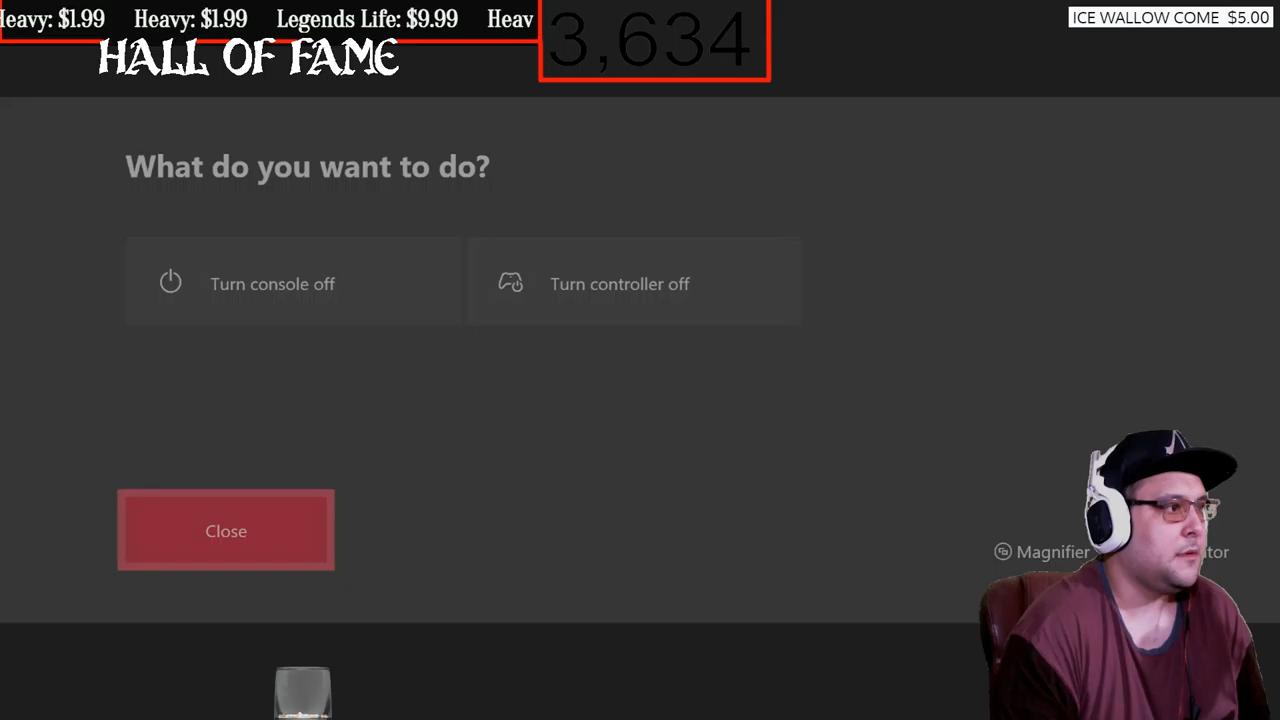 Heavy: $1.99 Heavy: $1.99 Legends Life: $9.99 Heav
3,634
ICE WALLOW COME $5.00
HALL OF FAME
What do you want to do?
Turn console off
Turn controller off
Close
Magnifier